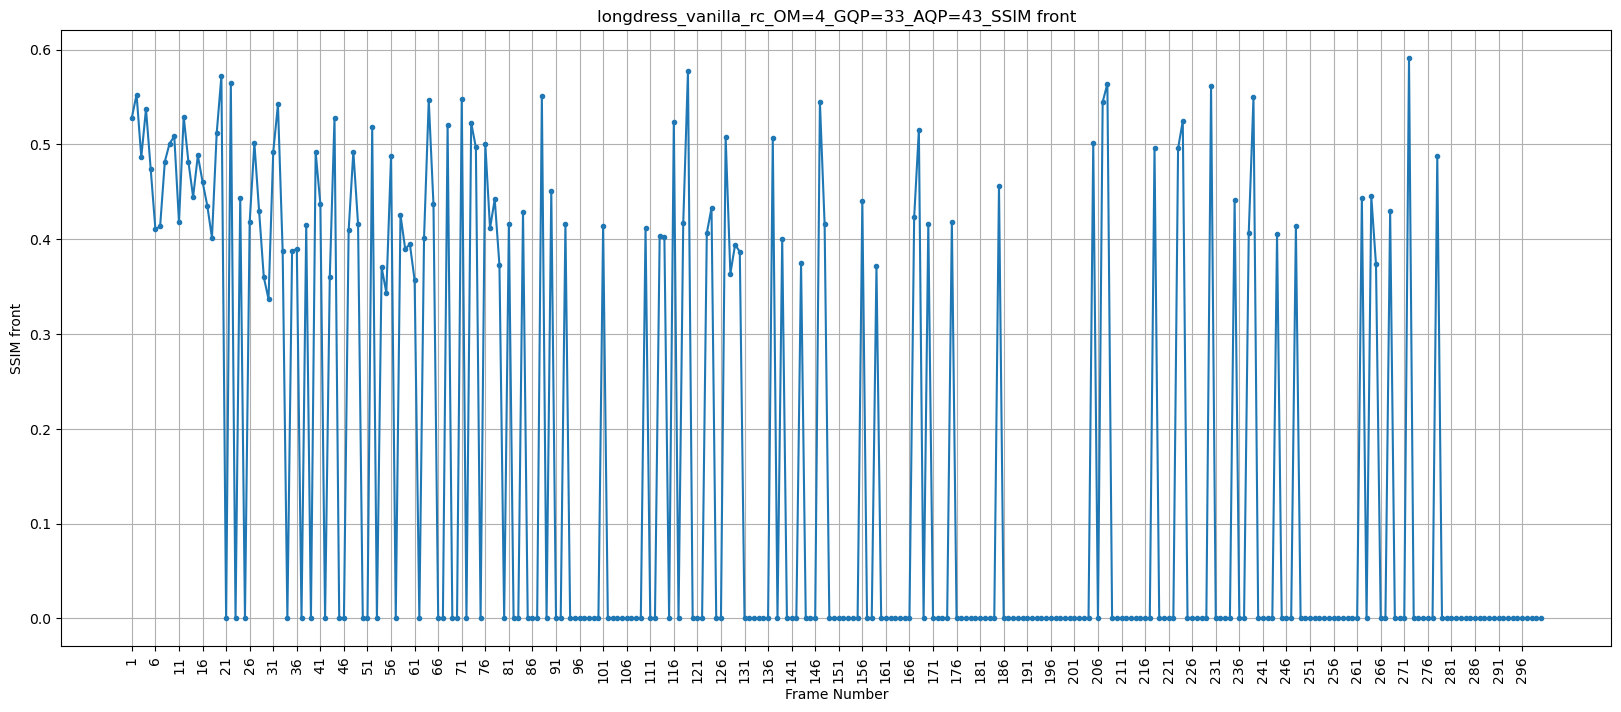 longdress_vanilla_rc_OM=4_GQP=33_AQP=43_SSIM front
0.6
0.5
0.4
0.3
0.2
0.1
0.0
SSIM front
1 6 11 16 21 26 31 36 41 46 51 56 61 66 71 76 81 86 91 96 101 106 111 116 121 126 131 136 141 146 151 156 161 166 171 176 181 186 191 196 201 206 211 216 221 226 231 236 241 246 251 256 261 266 271 276 281 286 291 296
Frame Number